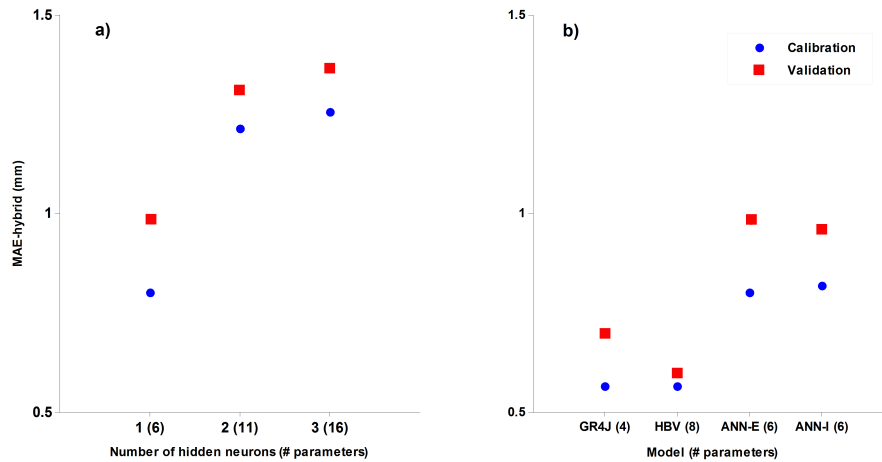 1.5
a)
1
0.5
MAE-hybrid (mm)
1 (6) 2 (11) 3 (16)
Number of hidden neurons (# parameters)
1.5
b)
Calibration
Validation
1
0.5
GR4J (4) HBV (8) ANN-E (6) ANN-I (6)
Model (# parameters)